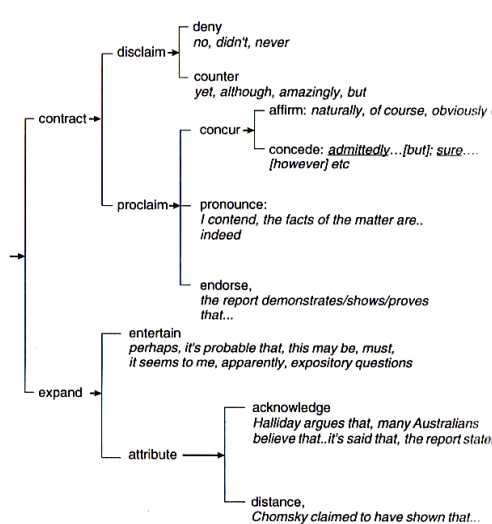 deny
no, didn't, never
disclaim
counter
yet, although, amazingly, but
contract
affirm: naturally, of course, obviously
concur
concede: admittedly...[but]; sure....
[however] etc
proclaim
pronounce:
I contend, the facts of the matter are..
indeed
endorse,
the report demonstrates/shows/proves
that...
entertain
perhaps, it's probable that, this may be, must,
it seems to me, apparently, expository questions
expand
acknowledge
Halliday argues that, many Australians
believe that..it's said that, the report state
attribute
distance,
Chomsky claimed to have shown that...